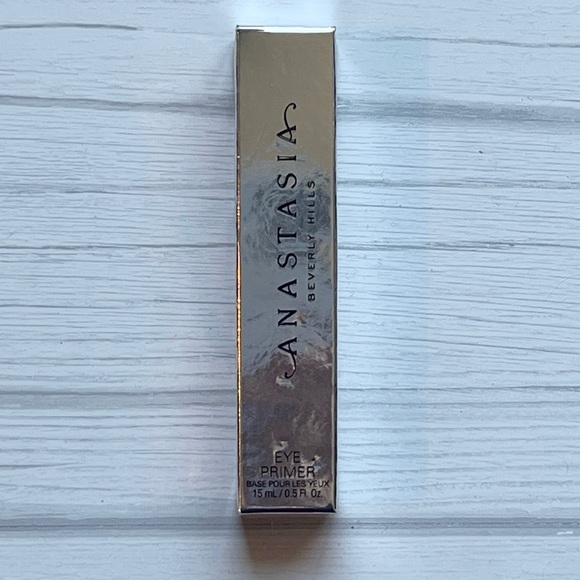 ANASTASIA
BEVERLY HILLS
EYE
PRIMER
BASE POUR LES YEUX
15 mL / 0.5 Fl. Oz.